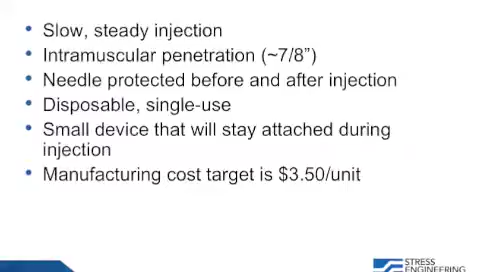 Slow, steady injection
Intramuscular penetration (~7/8”)
Needle protected before and after injection
Disposable, single-use
Small device that will stay attached during
injection
Manufacturing cost target is $3.50/unit
STRESS
ENGINEERING